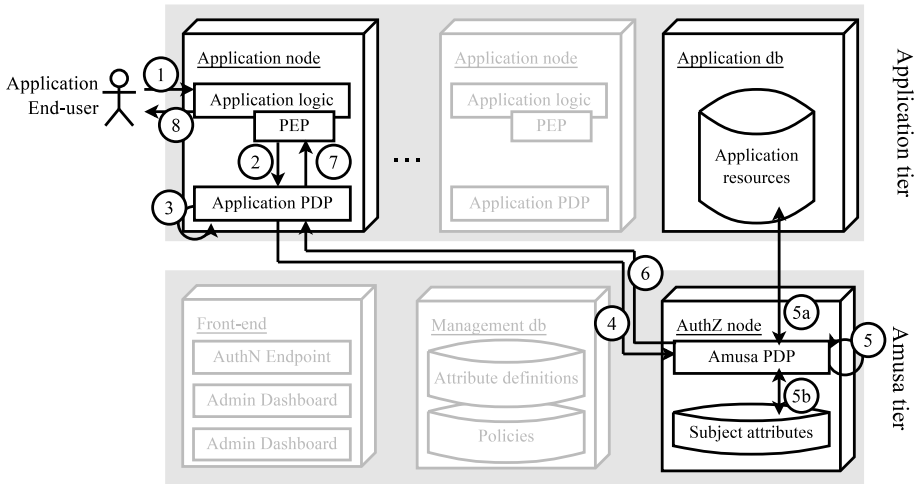 Application node
Application node
Application db
Application
End-user
1
Application logic
Application logic
8
PEP
PEP
2
7
...
Application
resources
3
Application PDP
Application PDP
Application tier
6
4
5a
Front-end
Management db
AuthZ node
5
AuthN Endpoint
Attribute definitions
Amusa PDP
Admin Dashboard
5b
Admin Dashboard
Policies
Subject attributes
Amusa tier